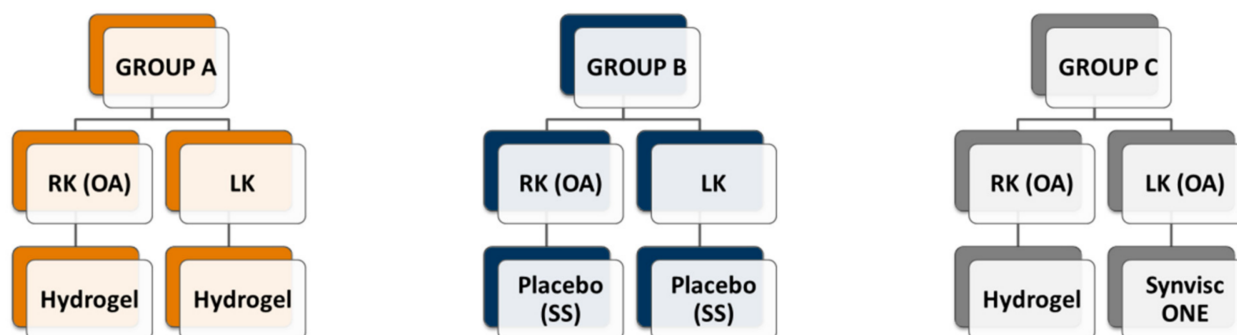 GROUP A
GROUP B
GROUP C
RK (OA)
LK
RK (OA)
LK
RK (OA)
LK (OA)
Hydrogel
Hydrogel
Placebo
(SS)
Placebo
(SS)
Hydrogel
Synvisc
ONE